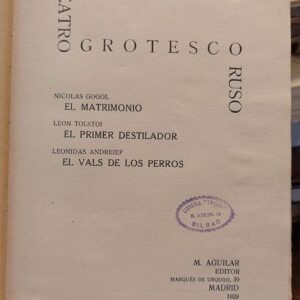 TEATRO
GROTESCO
RUSO
NICOLAS GOGOL
EL MATRIMONIO
LEON TOLSTOI
EL PRIMER DESTILADOR
LEONIDAS ANDREIEF
EL VALS DE LOS PERROS
BILBAO
M. AGUILAR
EDITOR
MARQUÉS DE URQUIJO, 39
MADRID
1929